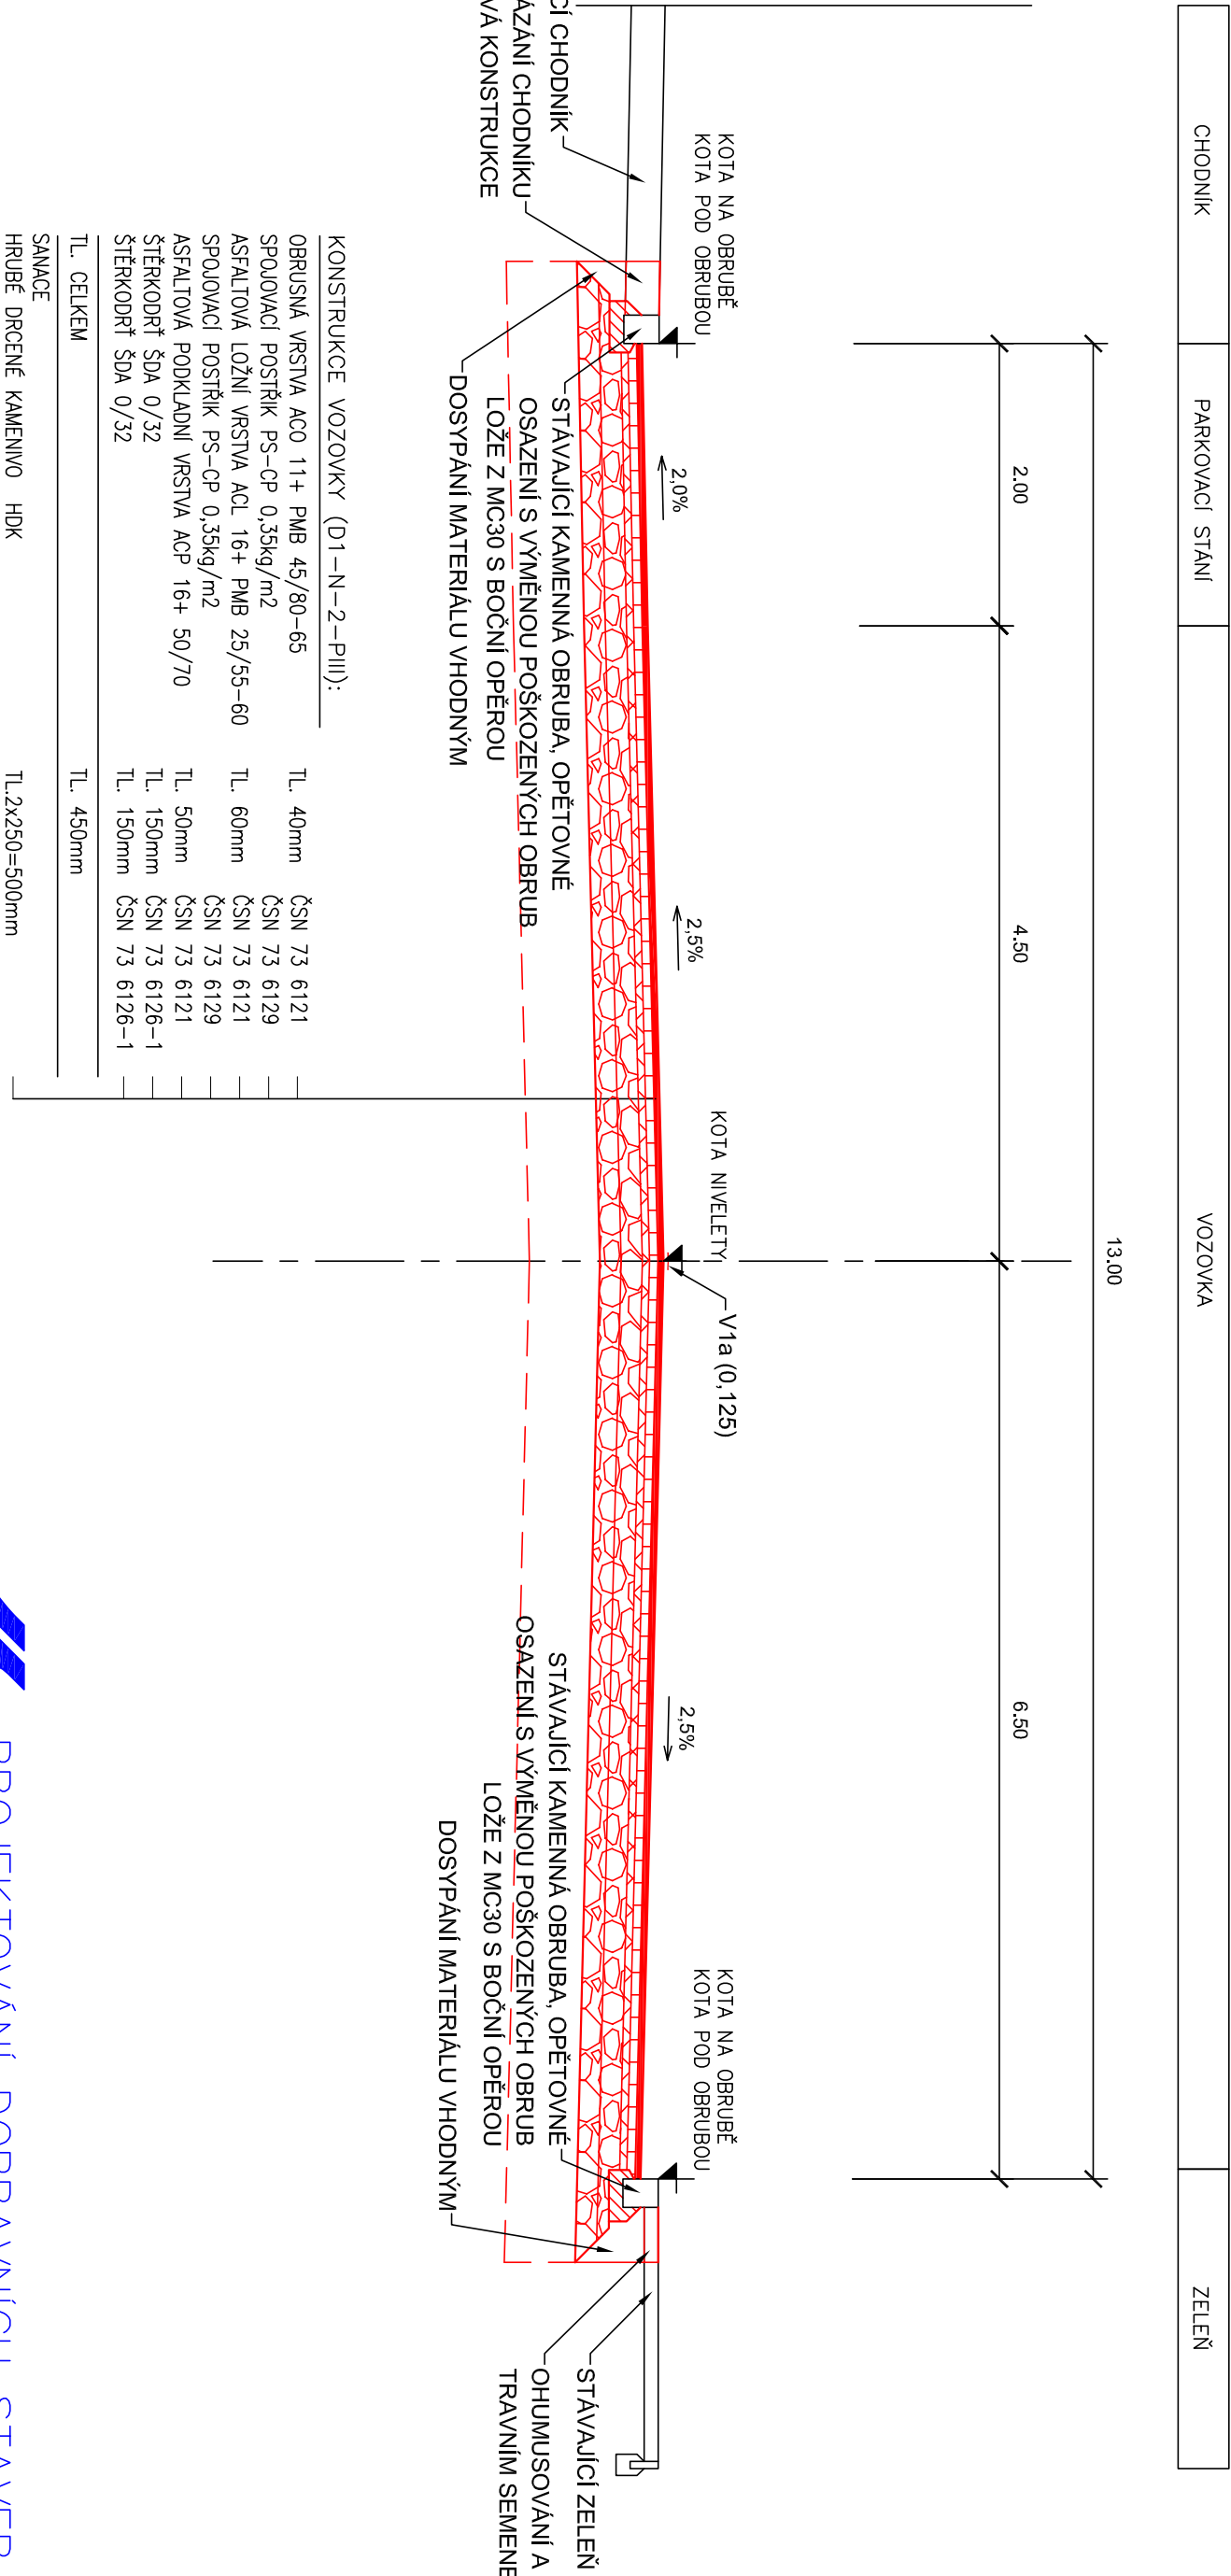 CHODNÍK
PARKOVACÍ STÁNÍ
VOZOVKA
ZELEŇ
13.00
2.00
4.50
6.50
KOTA NA OBRUBĚ
KOTA POD OBRUBOU
KOTA NIVELETY
V1a (0,125)
KOTA NA OBRUBĚ
KOTA POD OBRUBOU
2,0%
2,5%
2,5%
CHODNÍK
CHODNÍKU
KONSTRUKCE
STÁVAJÍCÍ KAMENNÁ OBRUBA, OPĚTOVNÉ
OSAZENÍ S VÝMĚNOU POŠKOZENÝCH OBRUB
LOŽE Z MC30 S BOČNÍ OPĚROU
DOSYPÁNÍ MATERIÁLU VHODNÝM
STÁVAJÍCÍ KAMENNÁ OBRUBA, OPĚTOVNÉ
OSAZENÍ S VÝMĚNOU POŠKOZENÝCH OBRUB
LOŽE Z MC30 S BOČNÍ OPĚROU
DOSYPÁNÍ MATERIÁLU VHODNÝM
STÁVAJÍCÍ ZELEŇ
OHUMUSOVÁNÍ A
TRAVNÍM SEMENE
KONSTRUKCE VOZOVKY (D1-N-2-PIII):
OBRUSNÁ VRSTVA ACO 11+ PMB 45/80-65 TL. 40mm ČSN 73 6121
SPOJOVACÍ POSTŘIK PS-CP 0,35kg/m2 ČSN 73 6129
ASFALTOVÁ LOŽNÍ VRSTVA ACL 16+ PMB 25/55-60 TL. 60mm ČSN 73 6121
SPOJOVACÍ POSTŘIK PS-CP 0,35kg/m2 ČSN 73 6129
ASFALTOVÁ PODKLADNÍ VRSTVA ACP 16+ 50/70 TL. 50mm ČSN 73 6121
ŠTĚRKODRŤ ŠDA 0/32 TL. 150mm ČSN 73 6126-1
ŠTĚRKODRŤ ŠDA 0/32 TL. 150mm ČSN 73 6126-1
TL. CELKEM TL. 450mm
SANACE
HRUBÉ DRCENÉ KAMENIVO HDK TL.2x250=500mm
PROJEKTOVÁNÍ DOPRAVNÍCH STAVEB